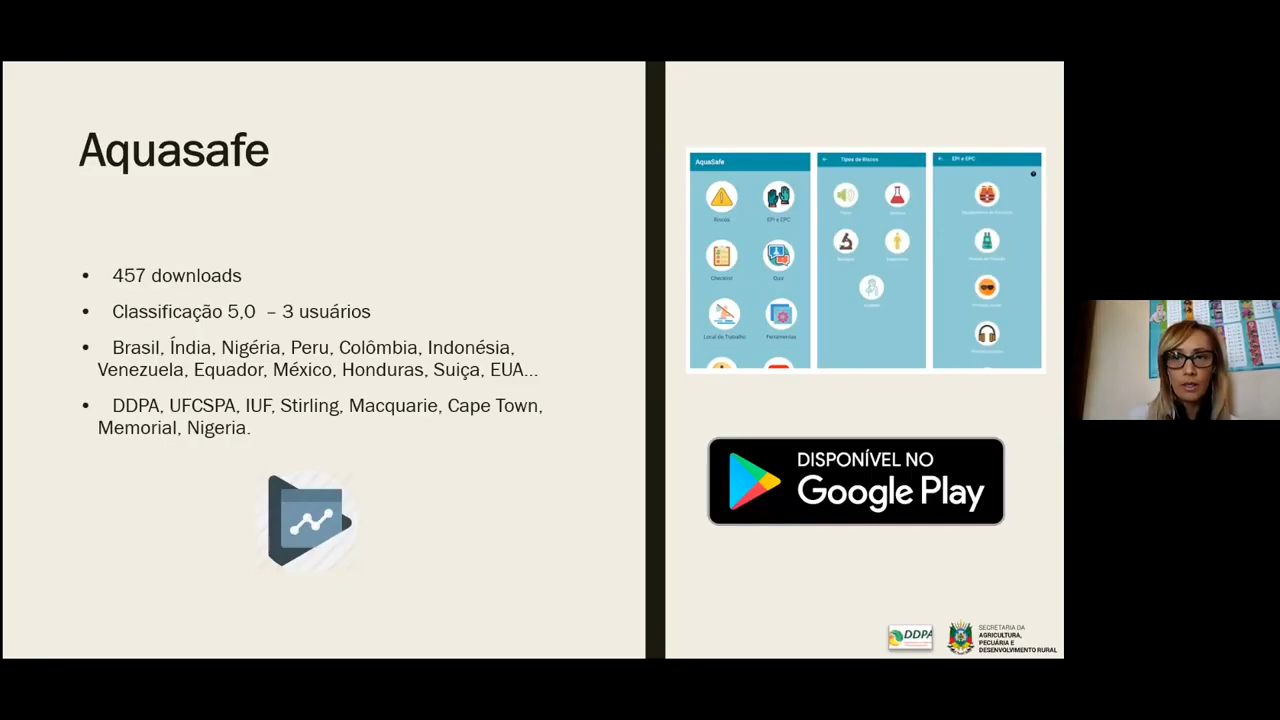 Aquasafe
• 457 downloads
• Classificação 5,0 – 3 usuários
• Brasil, Índia, Nigéria, Peru, Colômbia, Indonésia,
Venezuela, Equador, México, Honduras, Suiça, EUA...
• DDPA, UFCSPA, IUF, Stirling, Macquarie, Cape Town,
Memorial, Nigeria.
AquaSafe
Riscos
EPI e EPC
Checklist
Quiz
Local de Trabalho
Ferramentas
Tipos de Riscos
EPI e EPC
DISPONÍVEL NO
Google Play
DDPA
SECRETARIA DA
AGRICULTURA,
PECUÁRIA E
DESENVOLVIMENTO RURAL